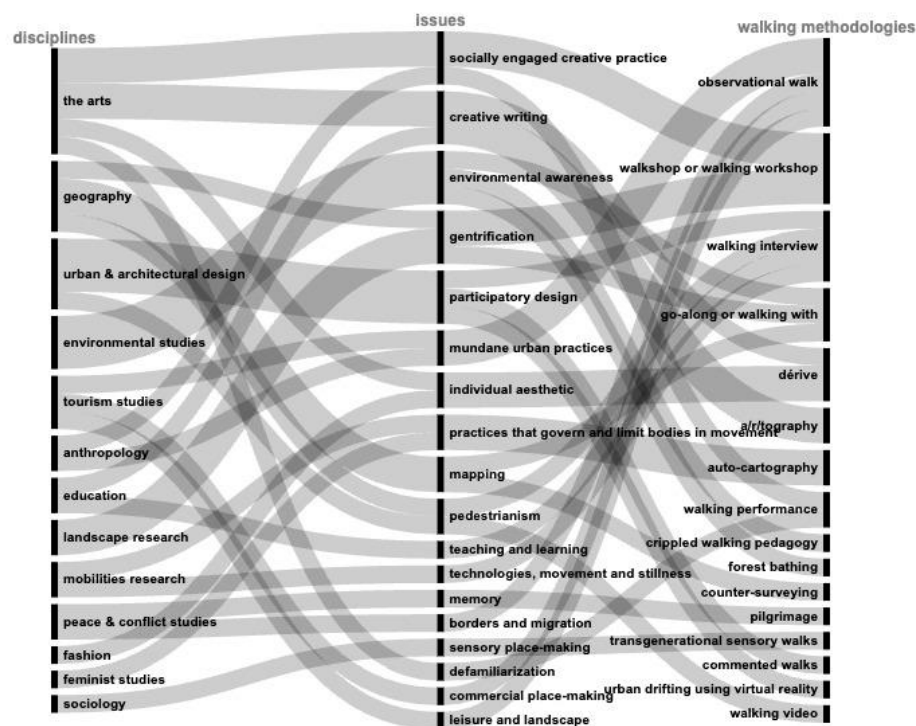 disciplines
the arts
geography
urban & architectural design
environmental studies
tourism studies
anthropology
education
landscape research
mobilities research
peace & conflict studies
fashion
feminist studies
sociology
issues
socially engaged creative practice
creative writing
environmental awareness
gentrification
participatory design
mundane urban practices
individual aesthetic
practices that govern and limit bodies in movement
mapping
pedestrianism
teaching and learning
technologies, movement and stillness
memory
borders and migration
sensory place-making
defamiliarization
commercial place-making
leisure and landscape
walking methodologies
observational walk
walkshop or walking workshop
walking interview
go-along or walking with
dérive
a/r/tography
auto-cartography
walking performance
crippled walking pedagogy
forest bathing
counter-surveying
pilgrimage
transgenerational sensory walks
commented walks
urban drifting using virtual reality
walking video